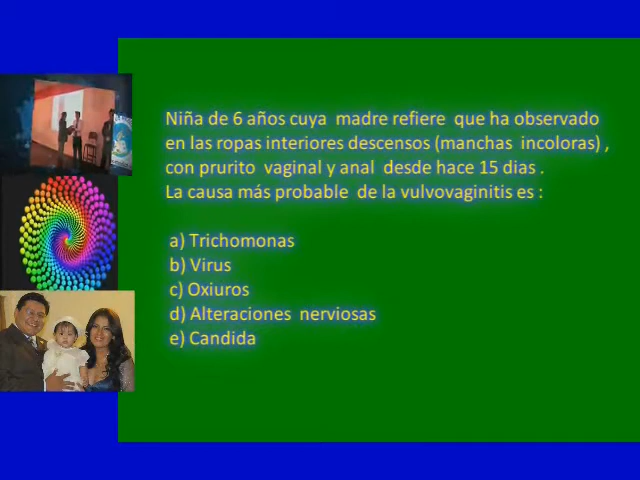 Niña de 6 años cuya madre refiere que ha observado
en las ropas interiores descensos (manchas incoloras) ,
con prurito vaginal y anal desde hace 15 dias .
La causa más probable de la vulvovaginitis es :
a) Trichomonas
b) Virus
c) Oxiuros
d) Alteraciones nerviosas
e) Candida